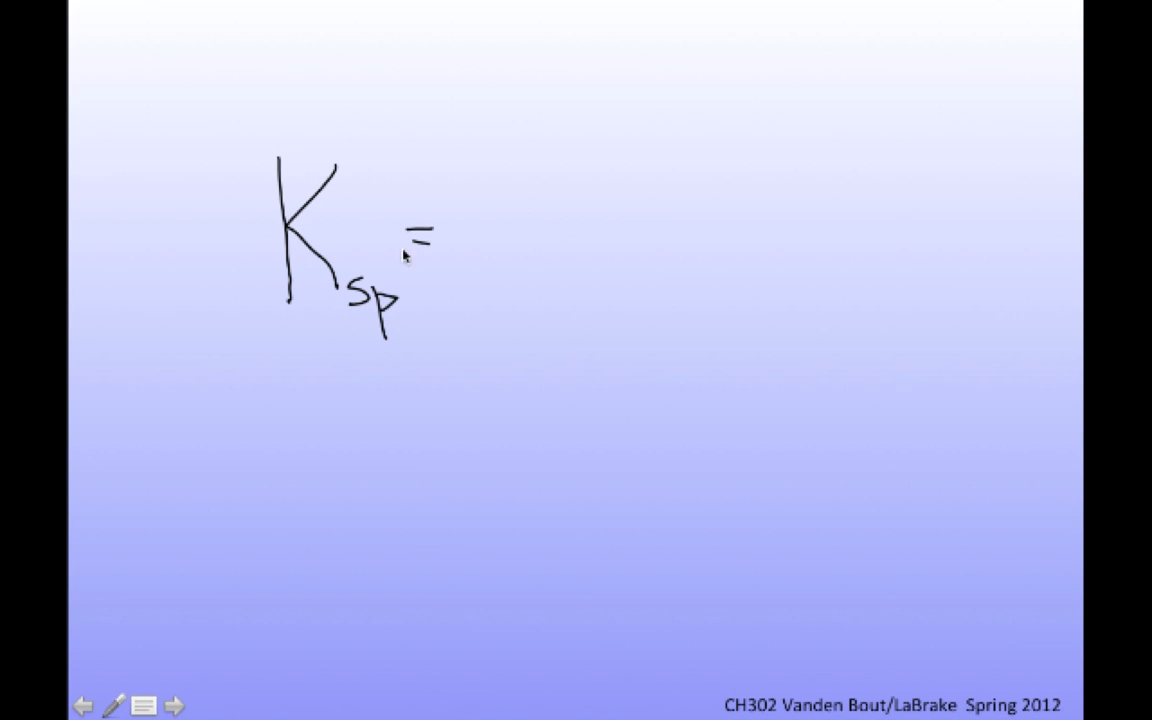 Ksp =
CH302 Vanden Bout/LaBrake Spring 2012